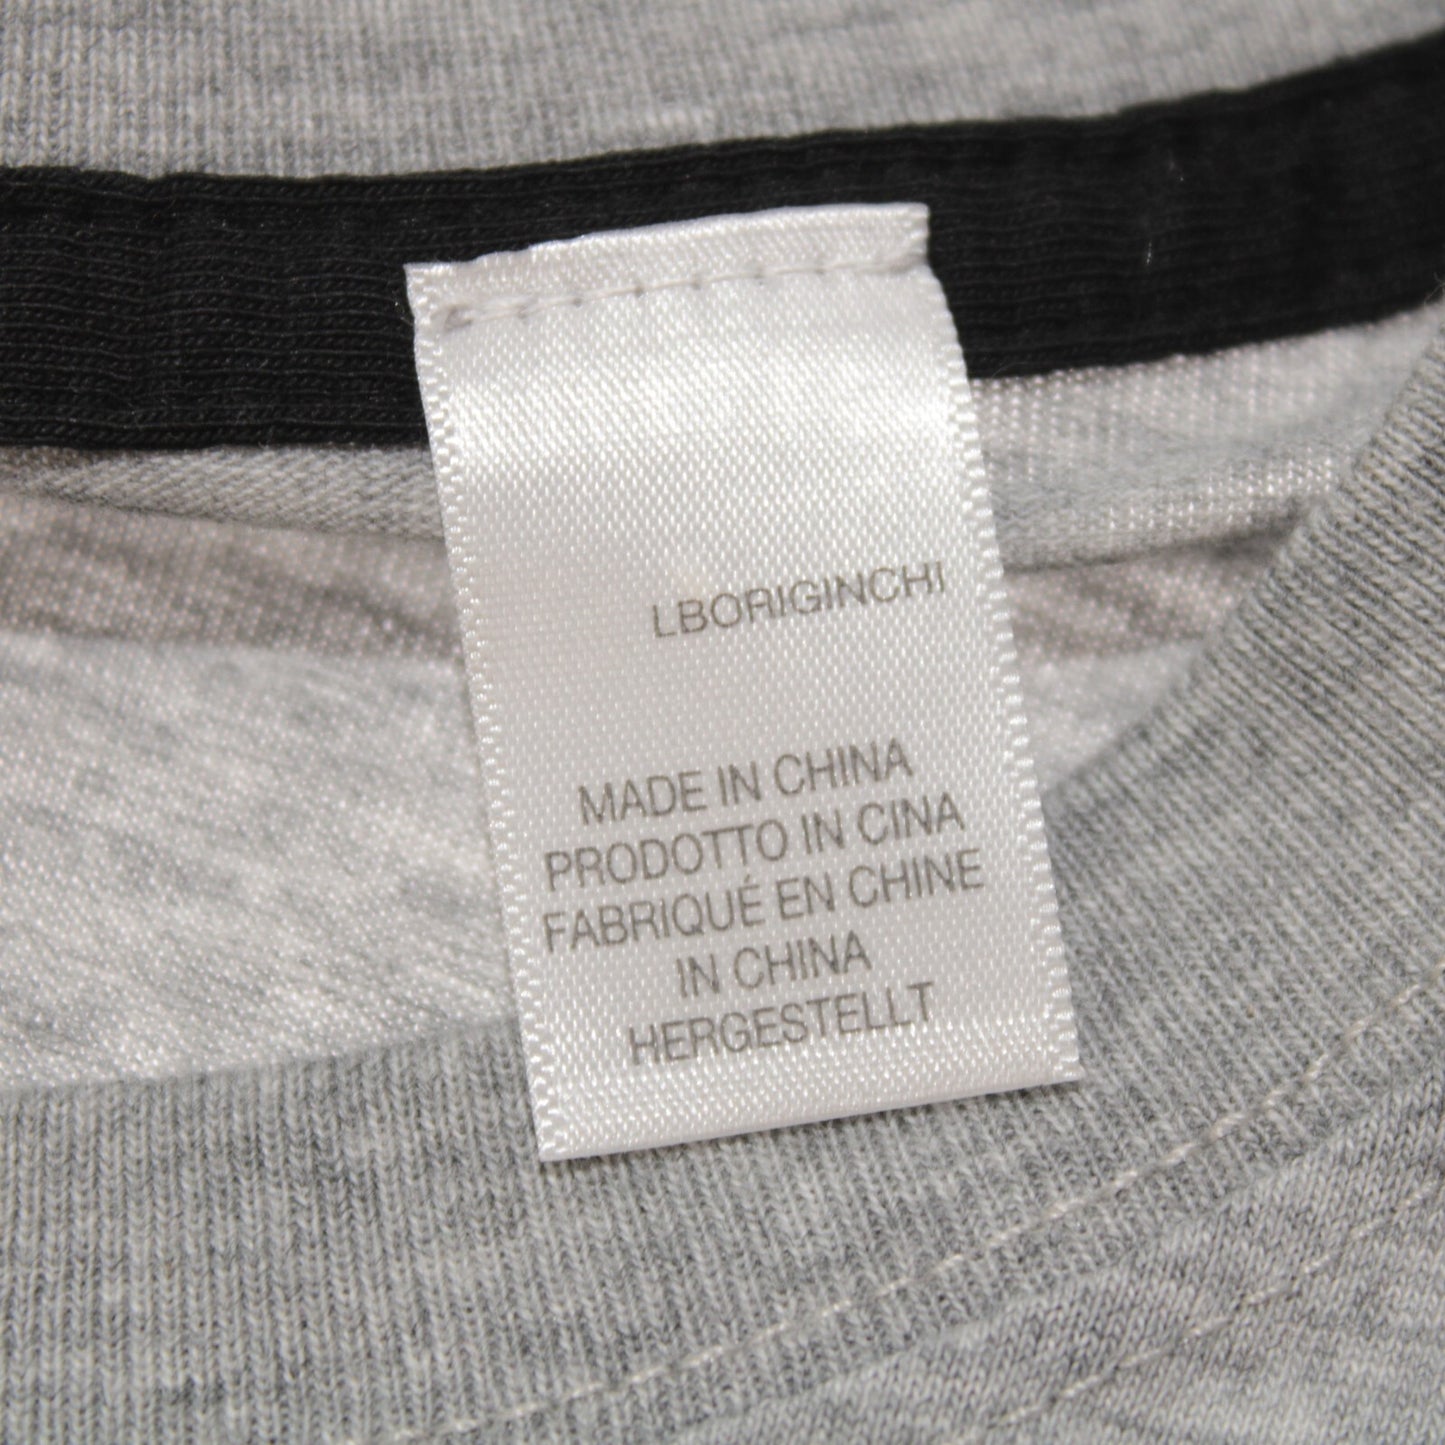 LBORIGINCHI
MADE IN CHINA
PRODOTTO IN CINA
FABRIQUÉ EN CHINE
IN CHINA
HERGESTELLT